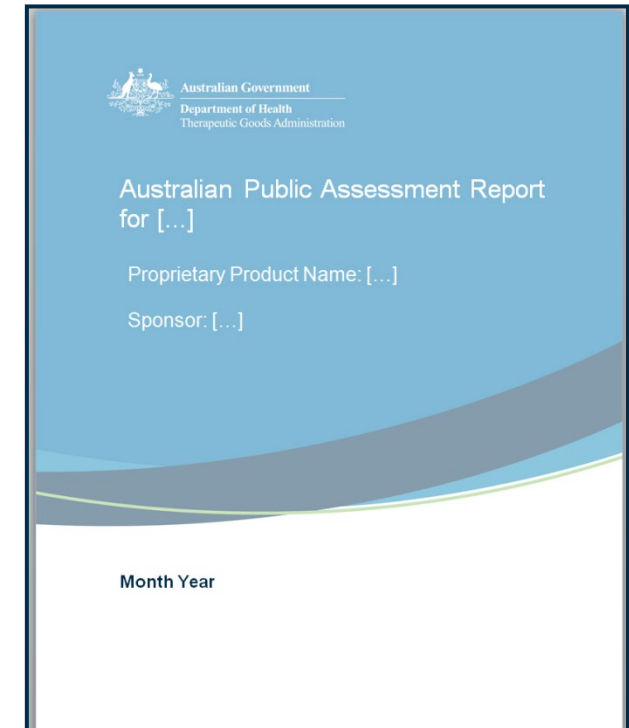 Australian Government
Department of Health
Therapeutic Goods Administration
Australian Public Assessment Report
for [...]
Proprietary Product Name: [...]
Sponsor: [...]
Month Year